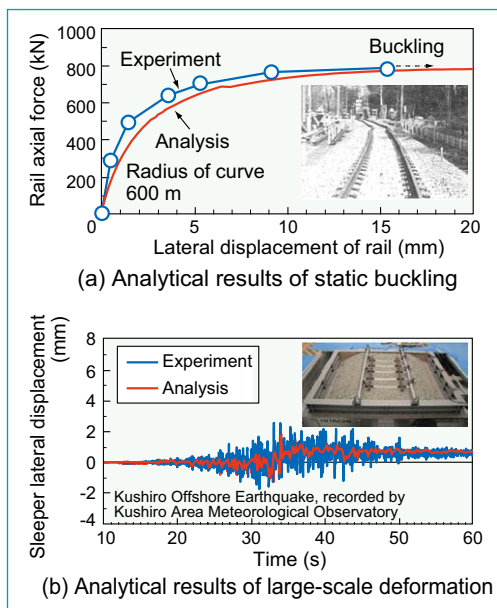 Rail axial force (kN)
1000
800
600
400
200
0
Experiment
Buckling
Analysis
Radius of curve
600 m
0 5 10 15 20
Lateral displacement of rail (mm)
(a) Analytical results of static buckling
Sleeper lateral displacement
(mm)
8
6
4
2
0
-2
-4
Experiment
Analysis
Kushiro Offshore Earthquake, recorded by
Kushiro Area Meteorological Observatory
10 20 30 40 50 60
Time (s)
(b) Analytical results of large-scale deformation